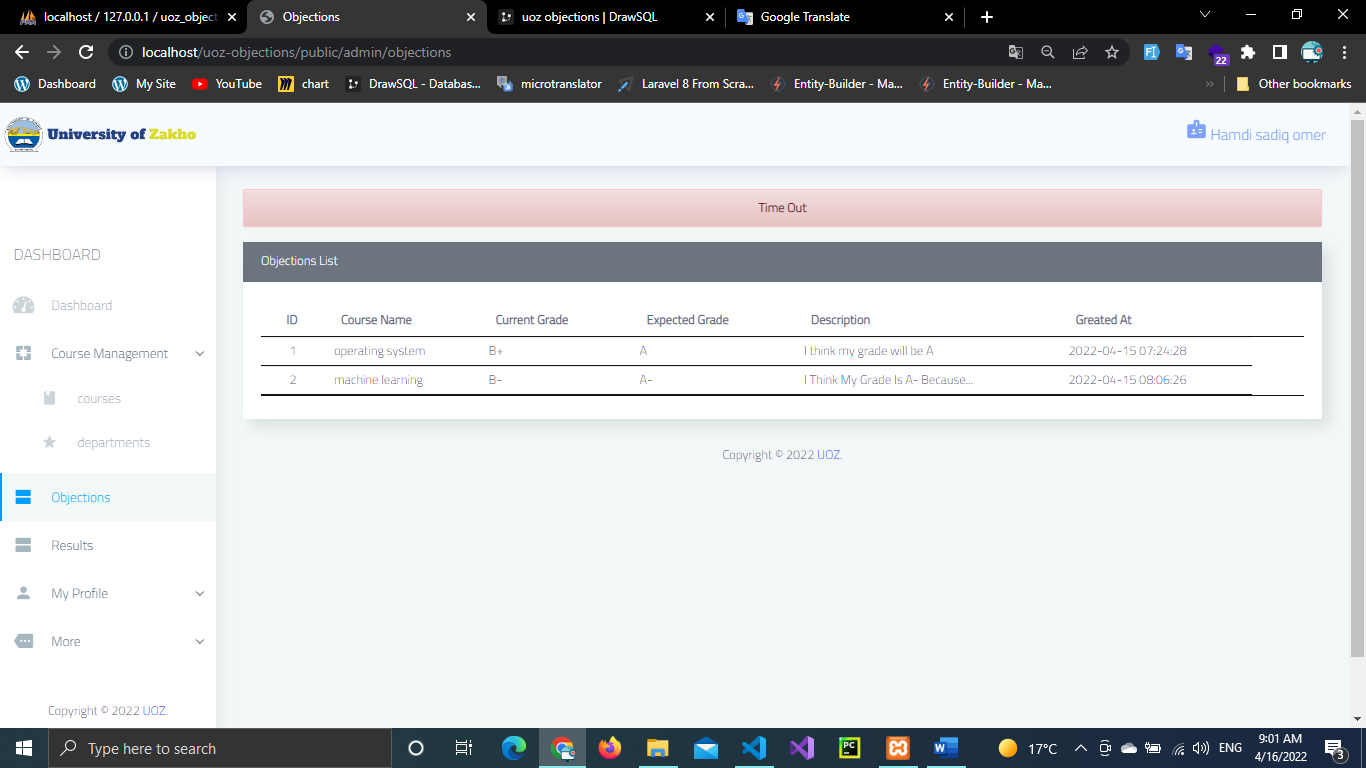 localhost / 127.0.0.1 / uoz_object
Objections
uoz objections | DrawSQL
Google Translate
localhost/uoz-objections/public/admin/objections
22
Dashboard
My Site
YouTube
chart
DrawSQL - Databas...
microtranslator
Laravel 8 From Scra...
Entity-Builder - Ma...
Entity-Builder - Ma...
Other bookmarks
University of Zakho
Hamdi sadiq omer
Time Out
DASHBOARD
Dashboard
Course Management
courses
departments
Objections
Results
My Profile
More
Copyright © 2022 UOZ.
Objections List
ID Course Name Current Grade Expected Grade Description Greated At
1 operating system B+ A I think my grade will be A 2022-04-15 07:24:28
2 machine learning B- A- I Think My Grade Is A- Because... 2022-04-15 08:06:26
Copyright © 2022 UOZ.
Type here to search
17°C
ENG
9:01 AM
4/16/2022
3